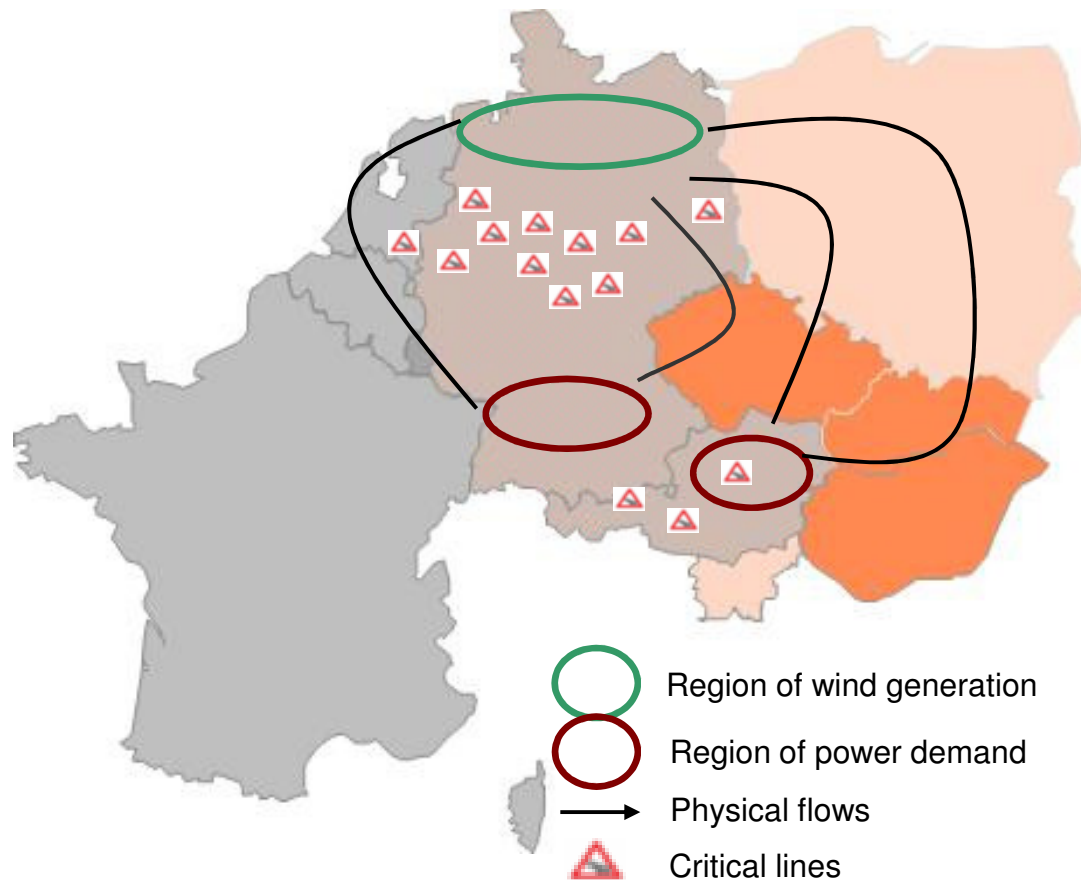 Region of wind generation
Region of power demand
Physical flows
Critical lines